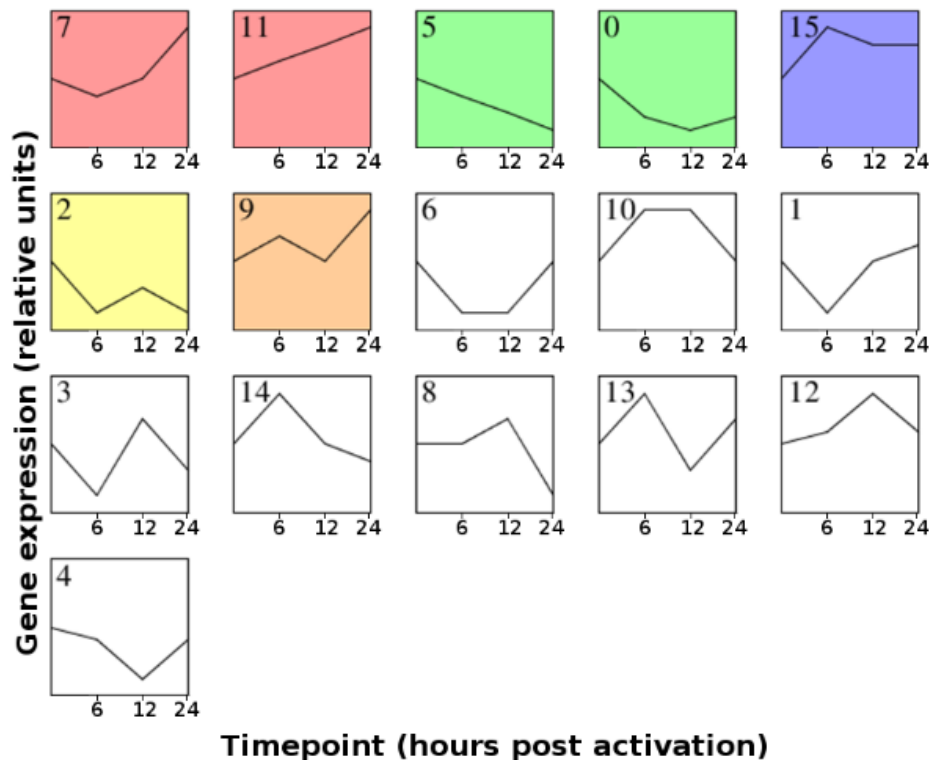 7 11 5 0 15
6 12 24 6 12 24 6 12 24 6 12 24 6 12 24
2 9 6 10 1
6 12 24 6 12 24 6 12 24 6 12 24 6 12 24
3 14 8 13 12
6 12 24 6 12 24 6 12 24 6 12 24 6 12 24
4
6 12 24
Gene expression (relative units)
Timepoint (hours post activation)